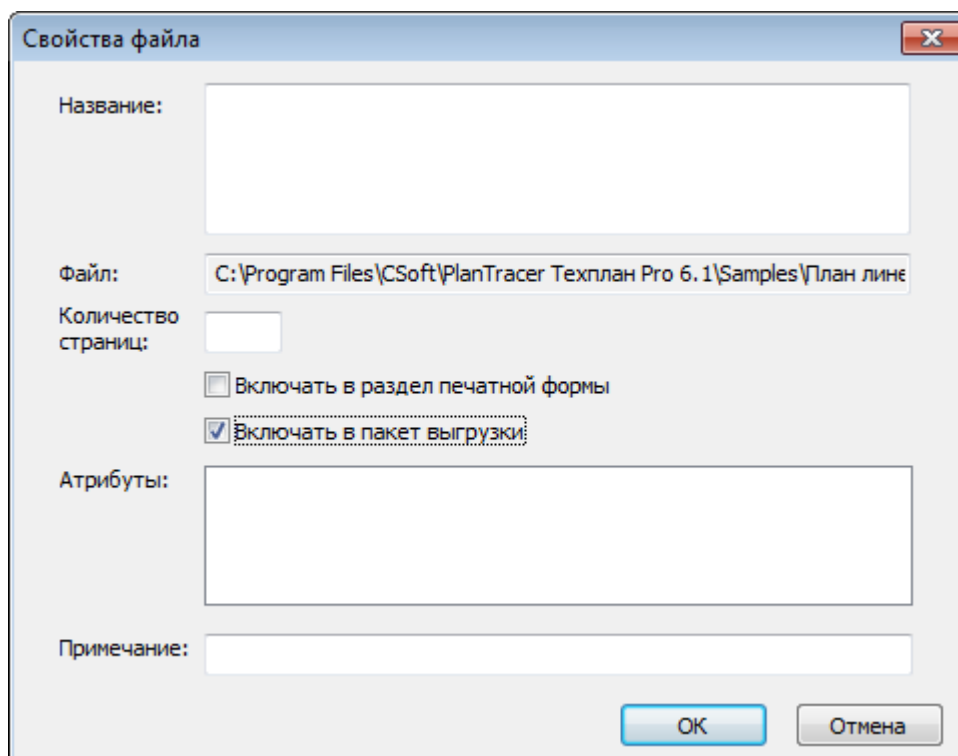 Свойства файла
Название:
Файл:
C:\Program Files\CSoft\PlanTracer Техплан Pro 6.1\Samples\План лине
Количество
страниц:
Включать в раздел печатной формы
Включать в пакет выгрузки
Атрибуты:
Примечание:
OK
Отмена